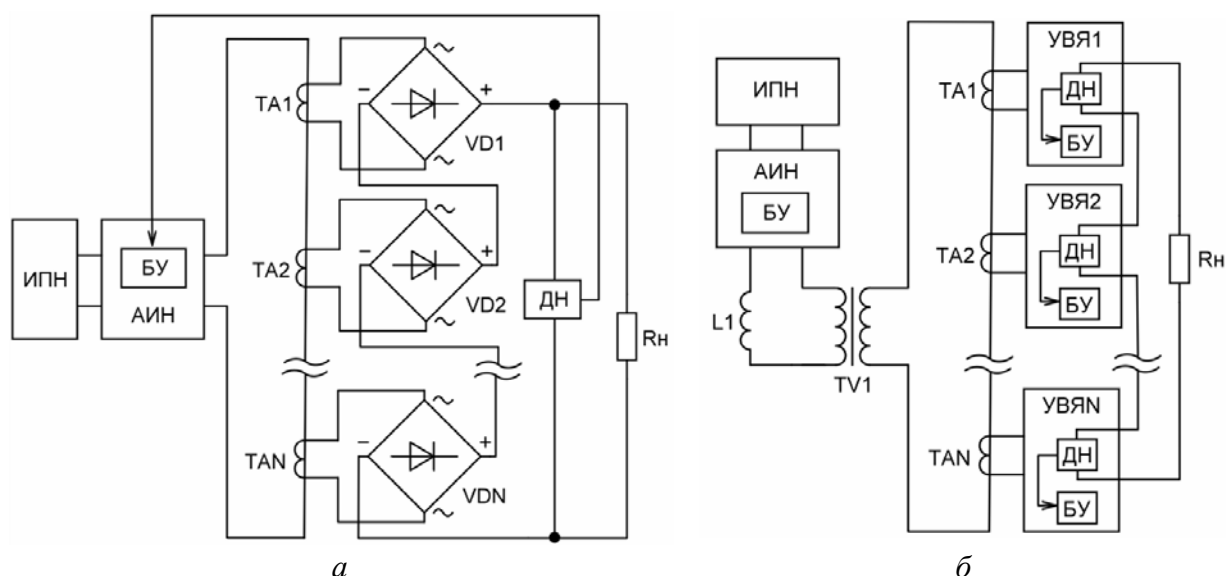 TA1
VD1
TA2
VD2
ИПН
БУ
АИН
ДН
Rн
TAN
VDN
а
ИПН
АИН
БУ
L1
TV1
TA1
УВЯ1
ДН
БУ
TA2
УВЯ2
ДН
БУ
Rн
TAN
УВЯN
ДН
БУ
б